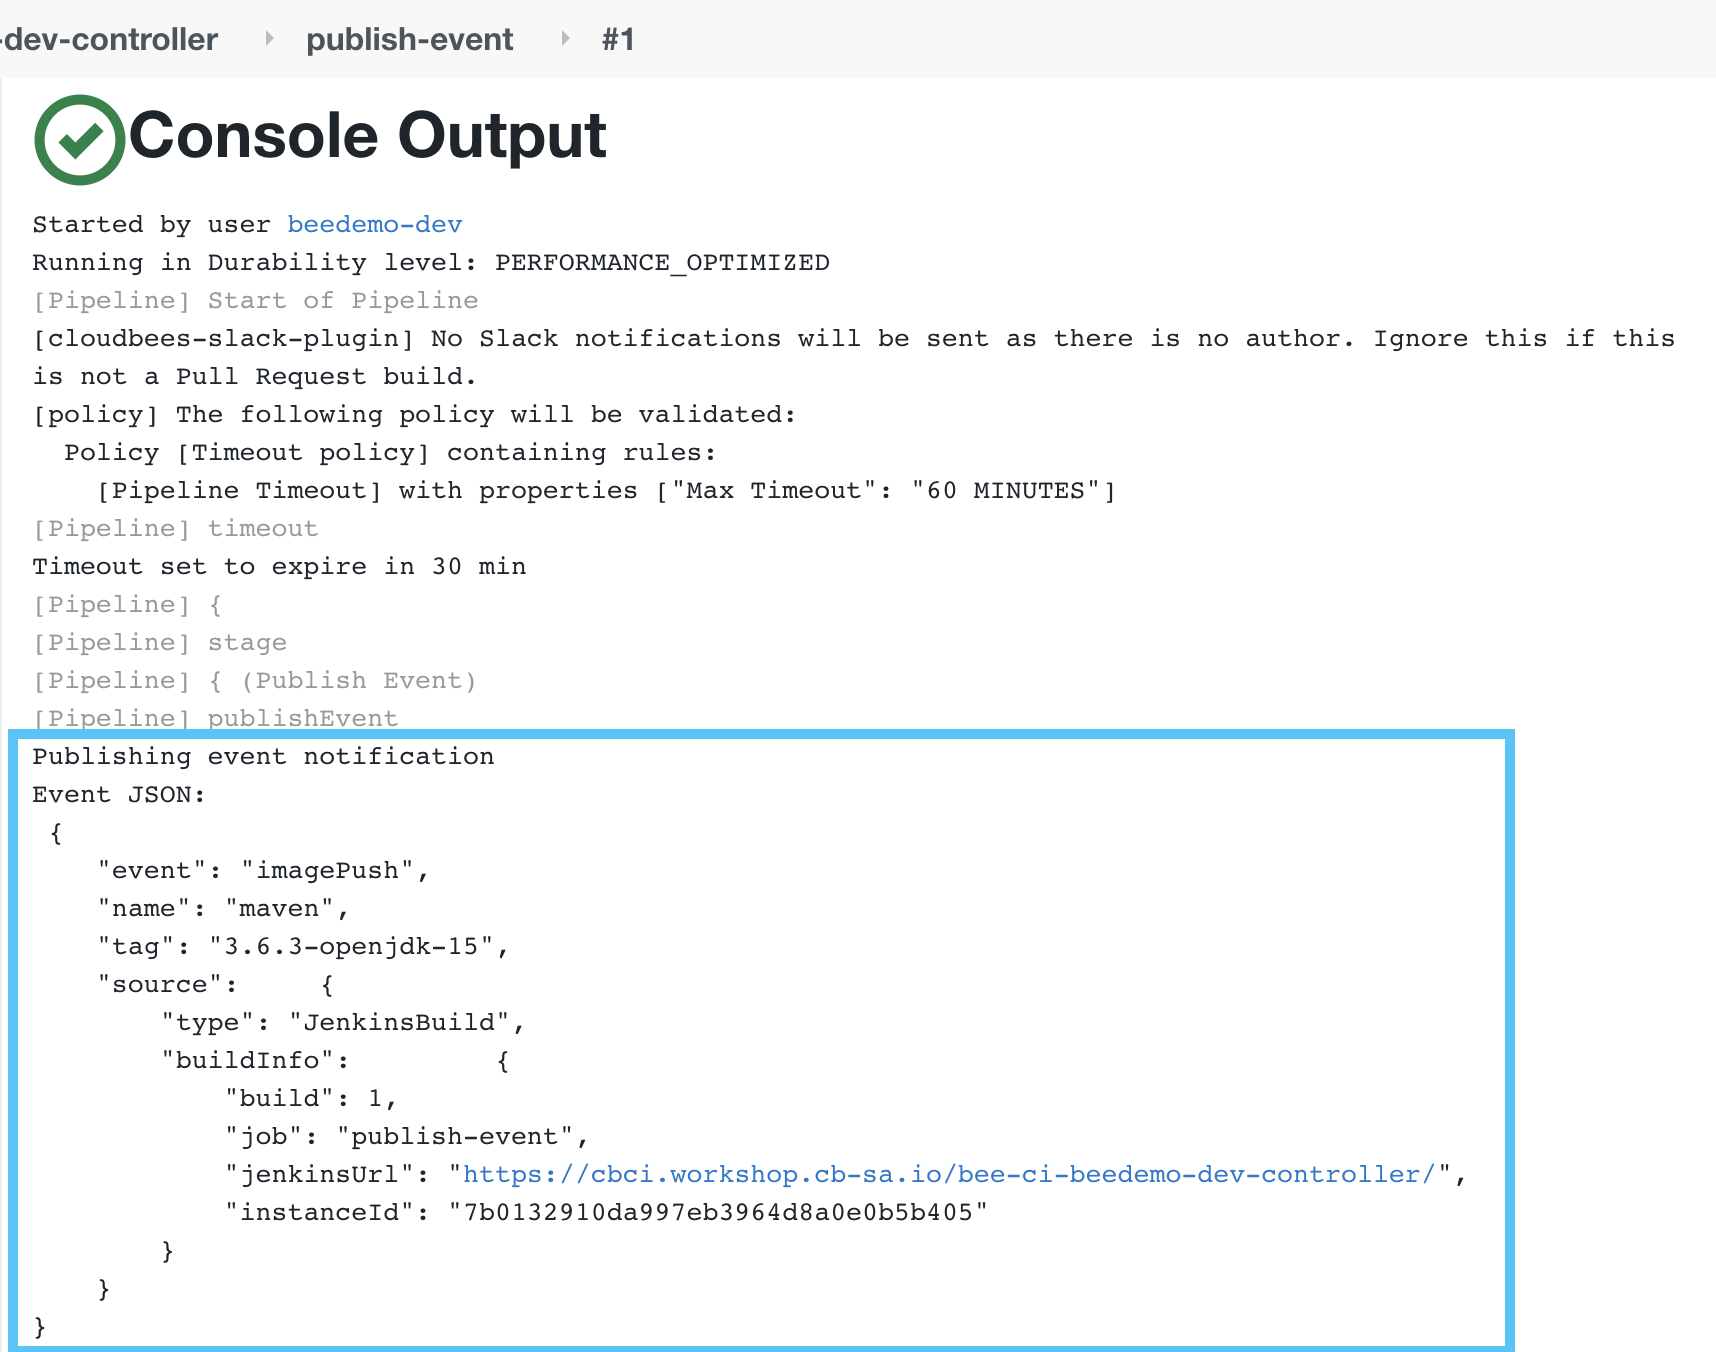 -dev-controller publish-event #1
Console Output
Started by user beedemo-dev
Running in Durability level: PERFORMANCE_OPTIMIZED
[Pipeline] Start of Pipeline
[cloudbees-slack-plugin] No Slack notifications will be sent as there is no author. Ignore this if this
is not a Pull Request build.
[policy] The following policy will be validated:
  Policy [Timeout policy] containing rules:
    [Pipeline Timeout] with properties ["Max Timeout": "60 MINUTES"]
[Pipeline] timeout
Timeout set to expire in 30 min
[Pipeline] {
[Pipeline] stage
[Pipeline] { (Publish Event)
[Pipeline] publishEvent
Publishing event notification
Event JSON:
 {
    "event": "imagePush",
    "name": "maven",
    "tag": "3.6.3-openjdk-15",
    "source":     {
        "type": "JenkinsBuild",
        "buildInfo":         {
            "build": 1,
            "job": "publish-event",
            "jenkinsUrl": "https://cbci.workshop.cb-sa.io/bee-ci-beedemo-dev-controller/",
            "instanceId": "7b0132910da997eb3964d8a0e0b5b405"
        }
    }
}